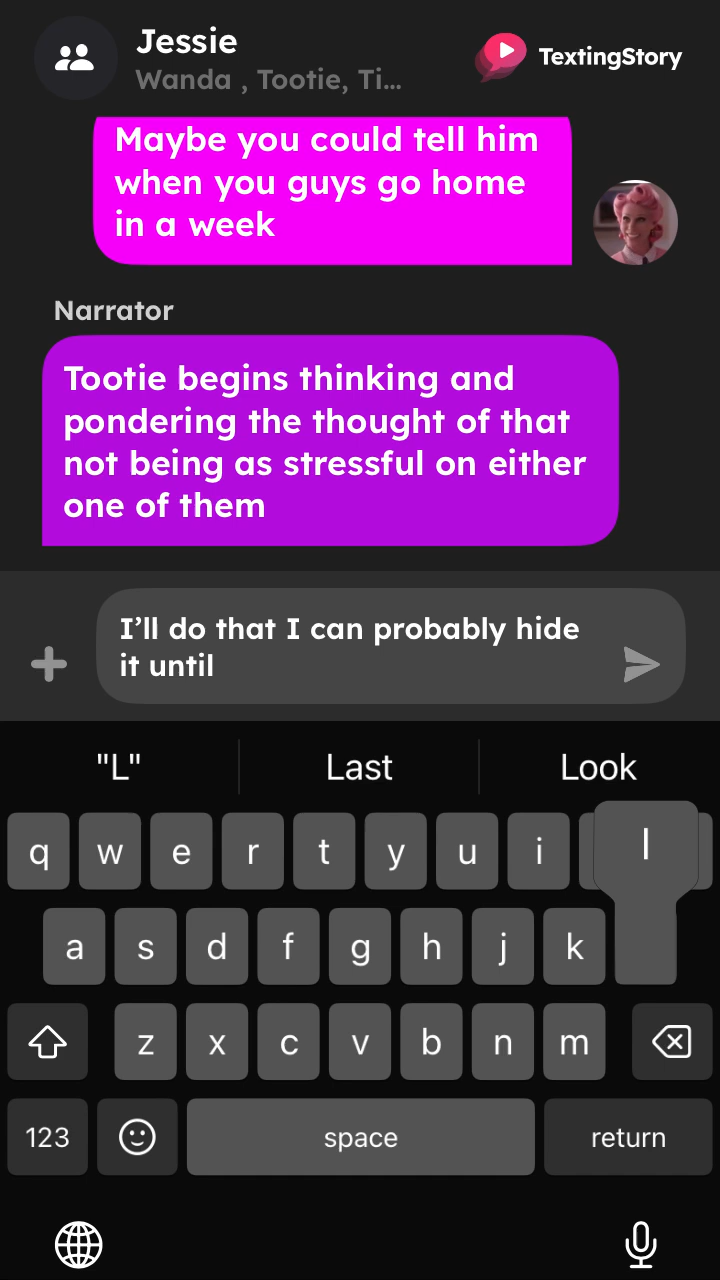 Jessie
Wanda , Tootie, Ti...
TextingStory
Maybe you could tell him
when you guys go home
in a week
Narrator
Tootie begins thinking and
pondering the thought of that
not being as stressful on either
one of them
I'll do that I can probably hide
it until
"L" Last Look
q w e r t y u i l
a s d f g h j k
z x c v b n m
123 space return